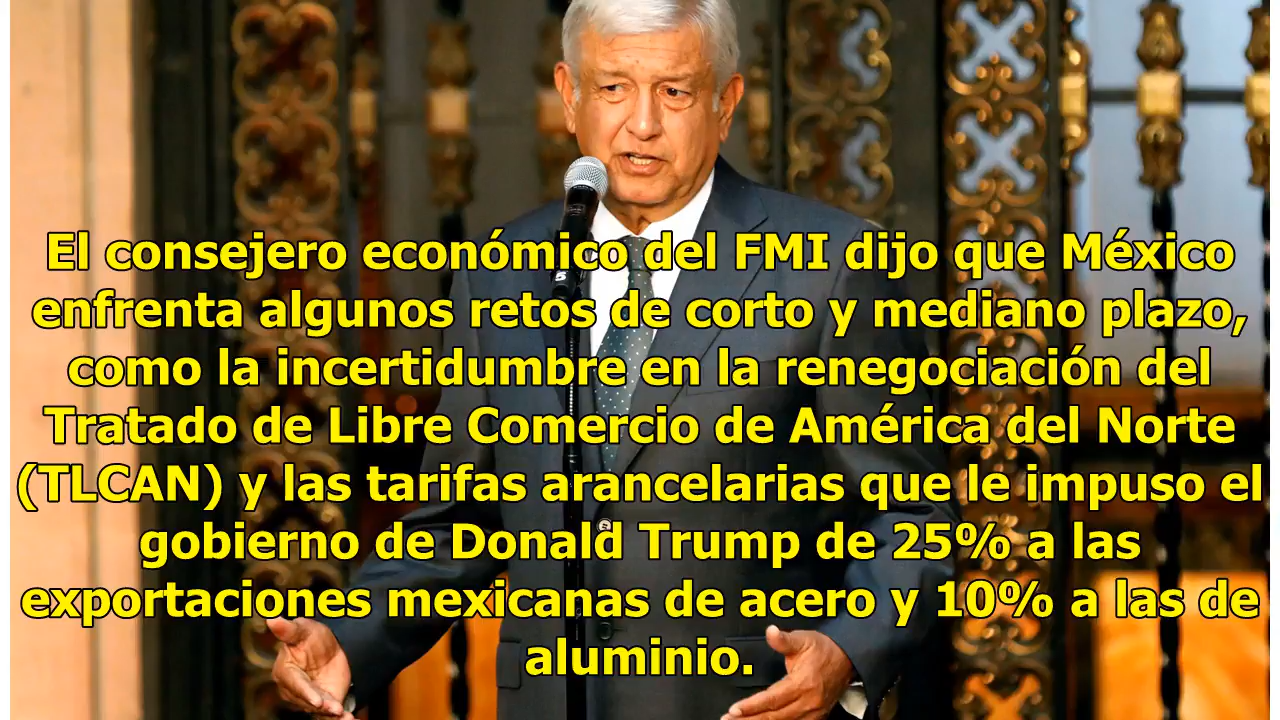 El consejero económico del FMI dijo que México
enfrenta algunos retos de corto y mediano plazo,
como la incertidumbre en la renegociación del
Tratado de Libre Comercio de América del Norte
(TLCAN) y las tarifas arancelarias que le impuso el
gobierno de Donald Trump de 25% a las
exportaciones mexicanas de acero y 10% a las de
aluminio.